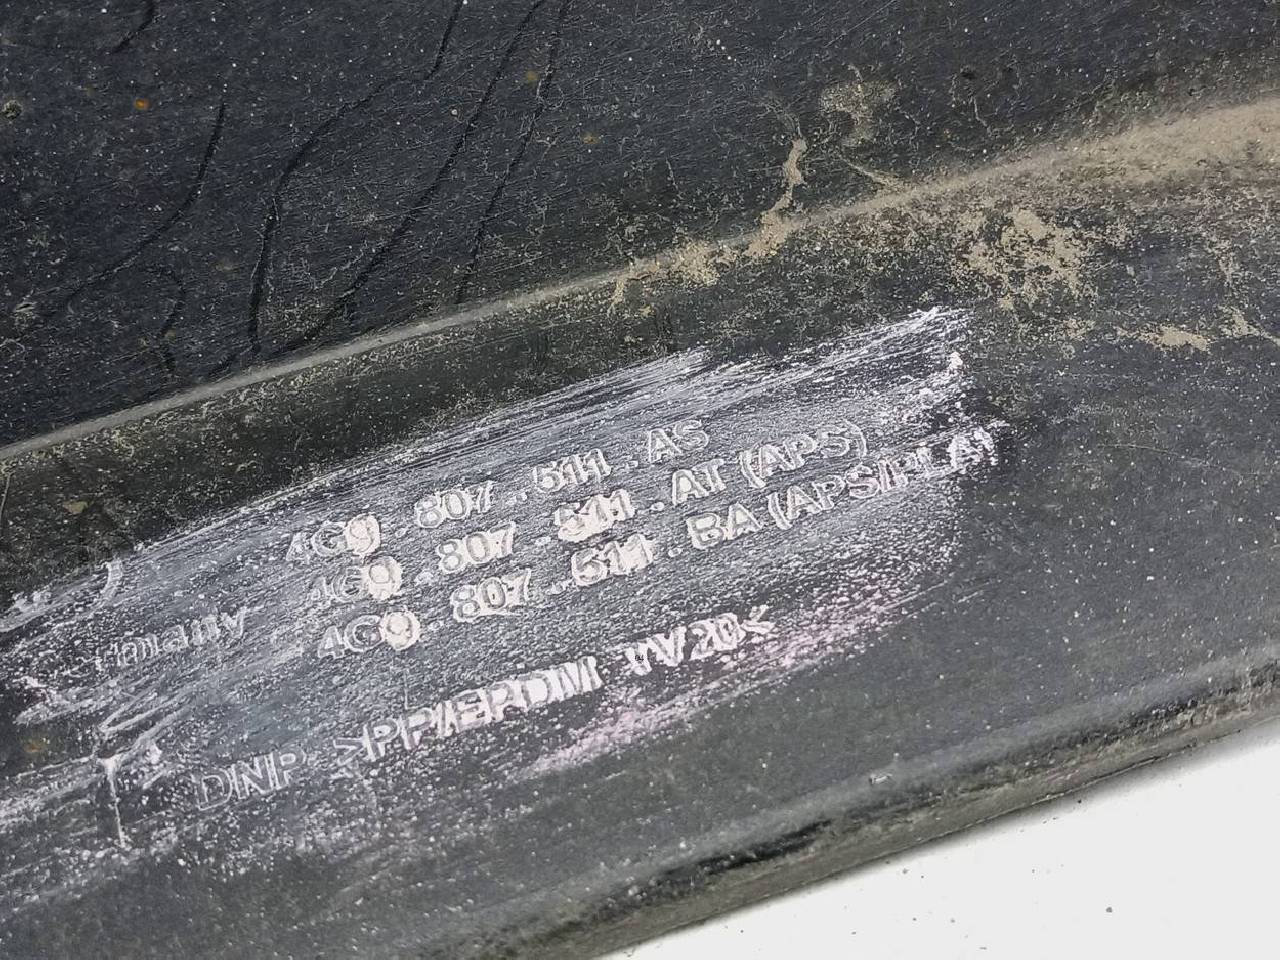 4G9.807.511.AS
4G9.807.511.AT (APS)
Germany 4G9.807.511.BA (APS/PLA)
DNP >PP/EPDM TV20<